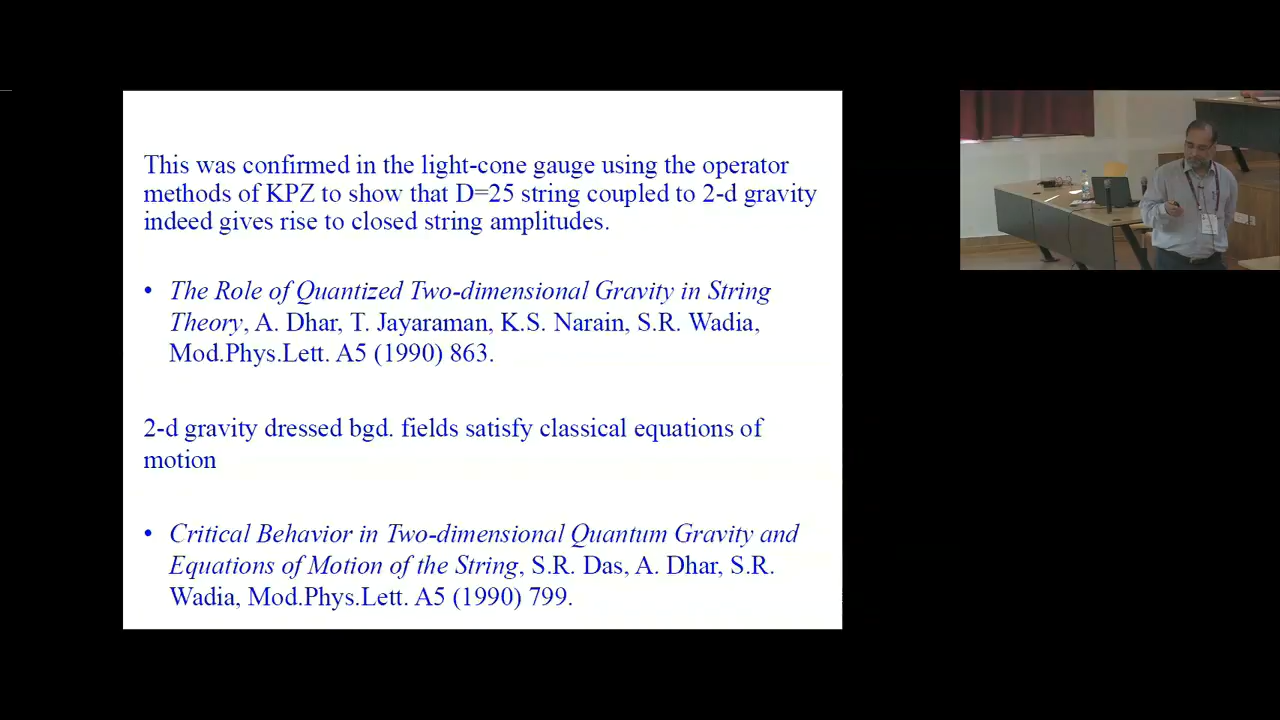 This was confirmed in the light-cone gauge using the operator
methods of KPZ to show that D=25 string coupled to 2-d gravity
indeed gives rise to closed string amplitudes.
• The Role of Quantized Two-dimensional Gravity in String
Theory, A. Dhar, T. Jayaraman, K.S. Narain, S.R. Wadia,
Mod.Phys.Lett. A5 (1990) 863.
2-d gravity dressed bgd. fields satisfy classical equations of
motion
• Critical Behavior in Two-dimensional Quantum Gravity and
Equations of Motion of the String, S.R. Das, A. Dhar, S.R.
Wadia, Mod.Phys.Lett. A5 (1990) 799.